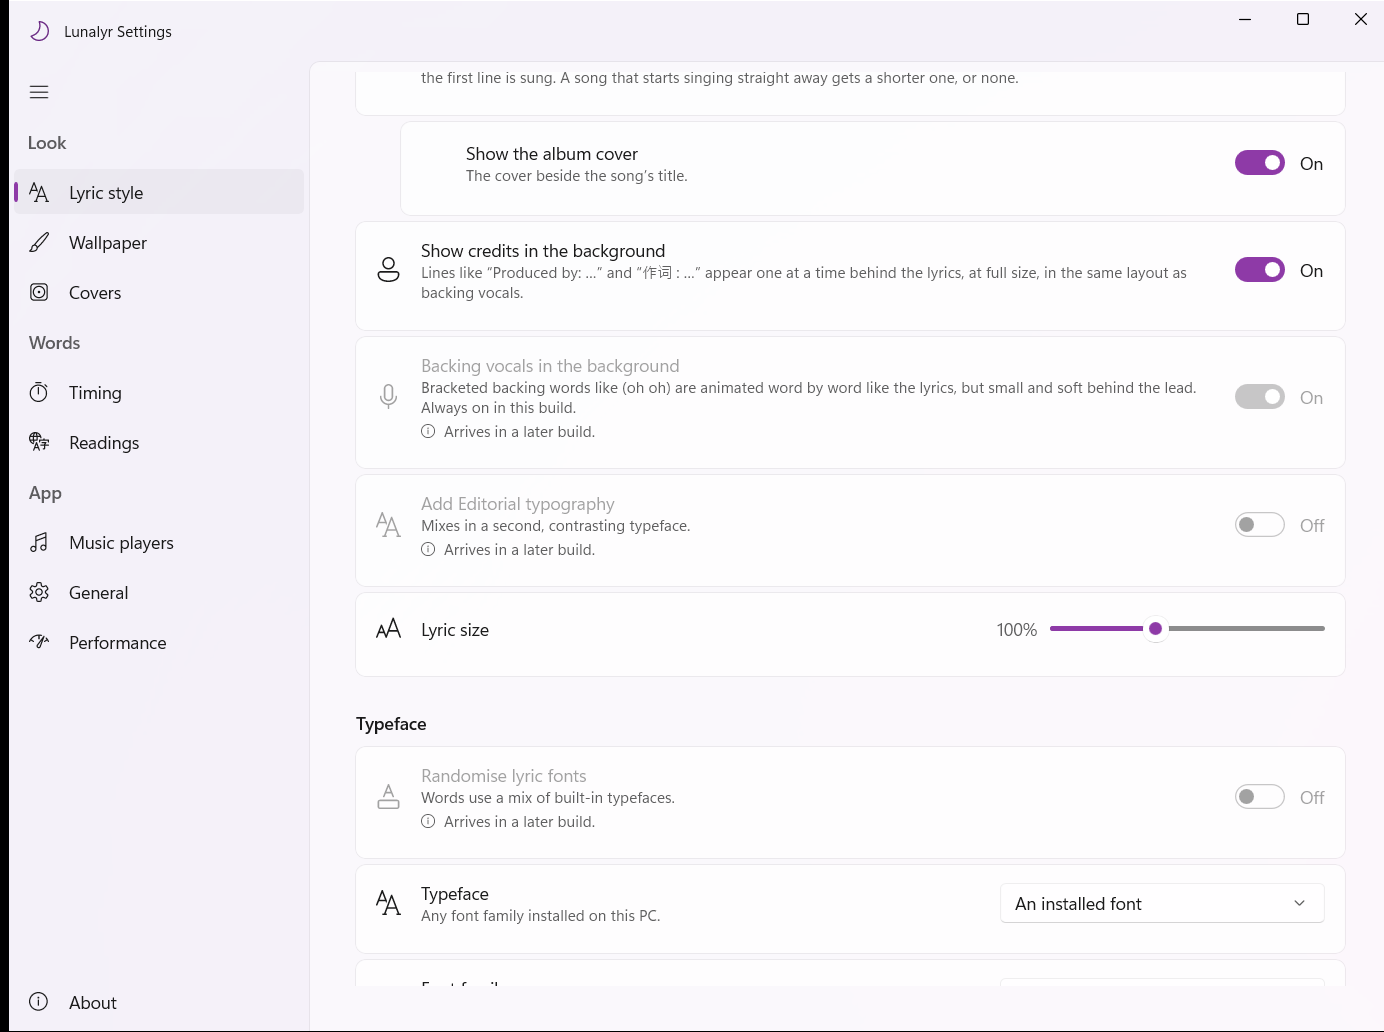 Lunalyr Settings
Look
Lyric style
Wallpaper
Covers
Words
Timing
Readings
App
Music players
General
Performance
About
the first line is sung. A song that starts singing straight away gets a shorter one, or none.
Show the album cover
The cover beside the song’s title.
On
Show credits in the background
Lines like “Produced by: …” and “作词 : …” appear one at a time behind the lyrics, at full size, in the same layout as
backing vocals.
On
Backing vocals in the background
Bracketed backing words like (oh oh) are animated word by word like the lyrics, but small and soft behind the lead.
Always on in this build.
Arrives in a later build.
On
Add Editorial typography
Mixes in a second, contrasting typeface.
Arrives in a later build.
Off
Lyric size
100%
Typeface
Randomise lyric fonts
Words use a mix of built-in typefaces.
Arrives in a later build.
Off
Typeface
Any font family installed on this PC.
An installed font